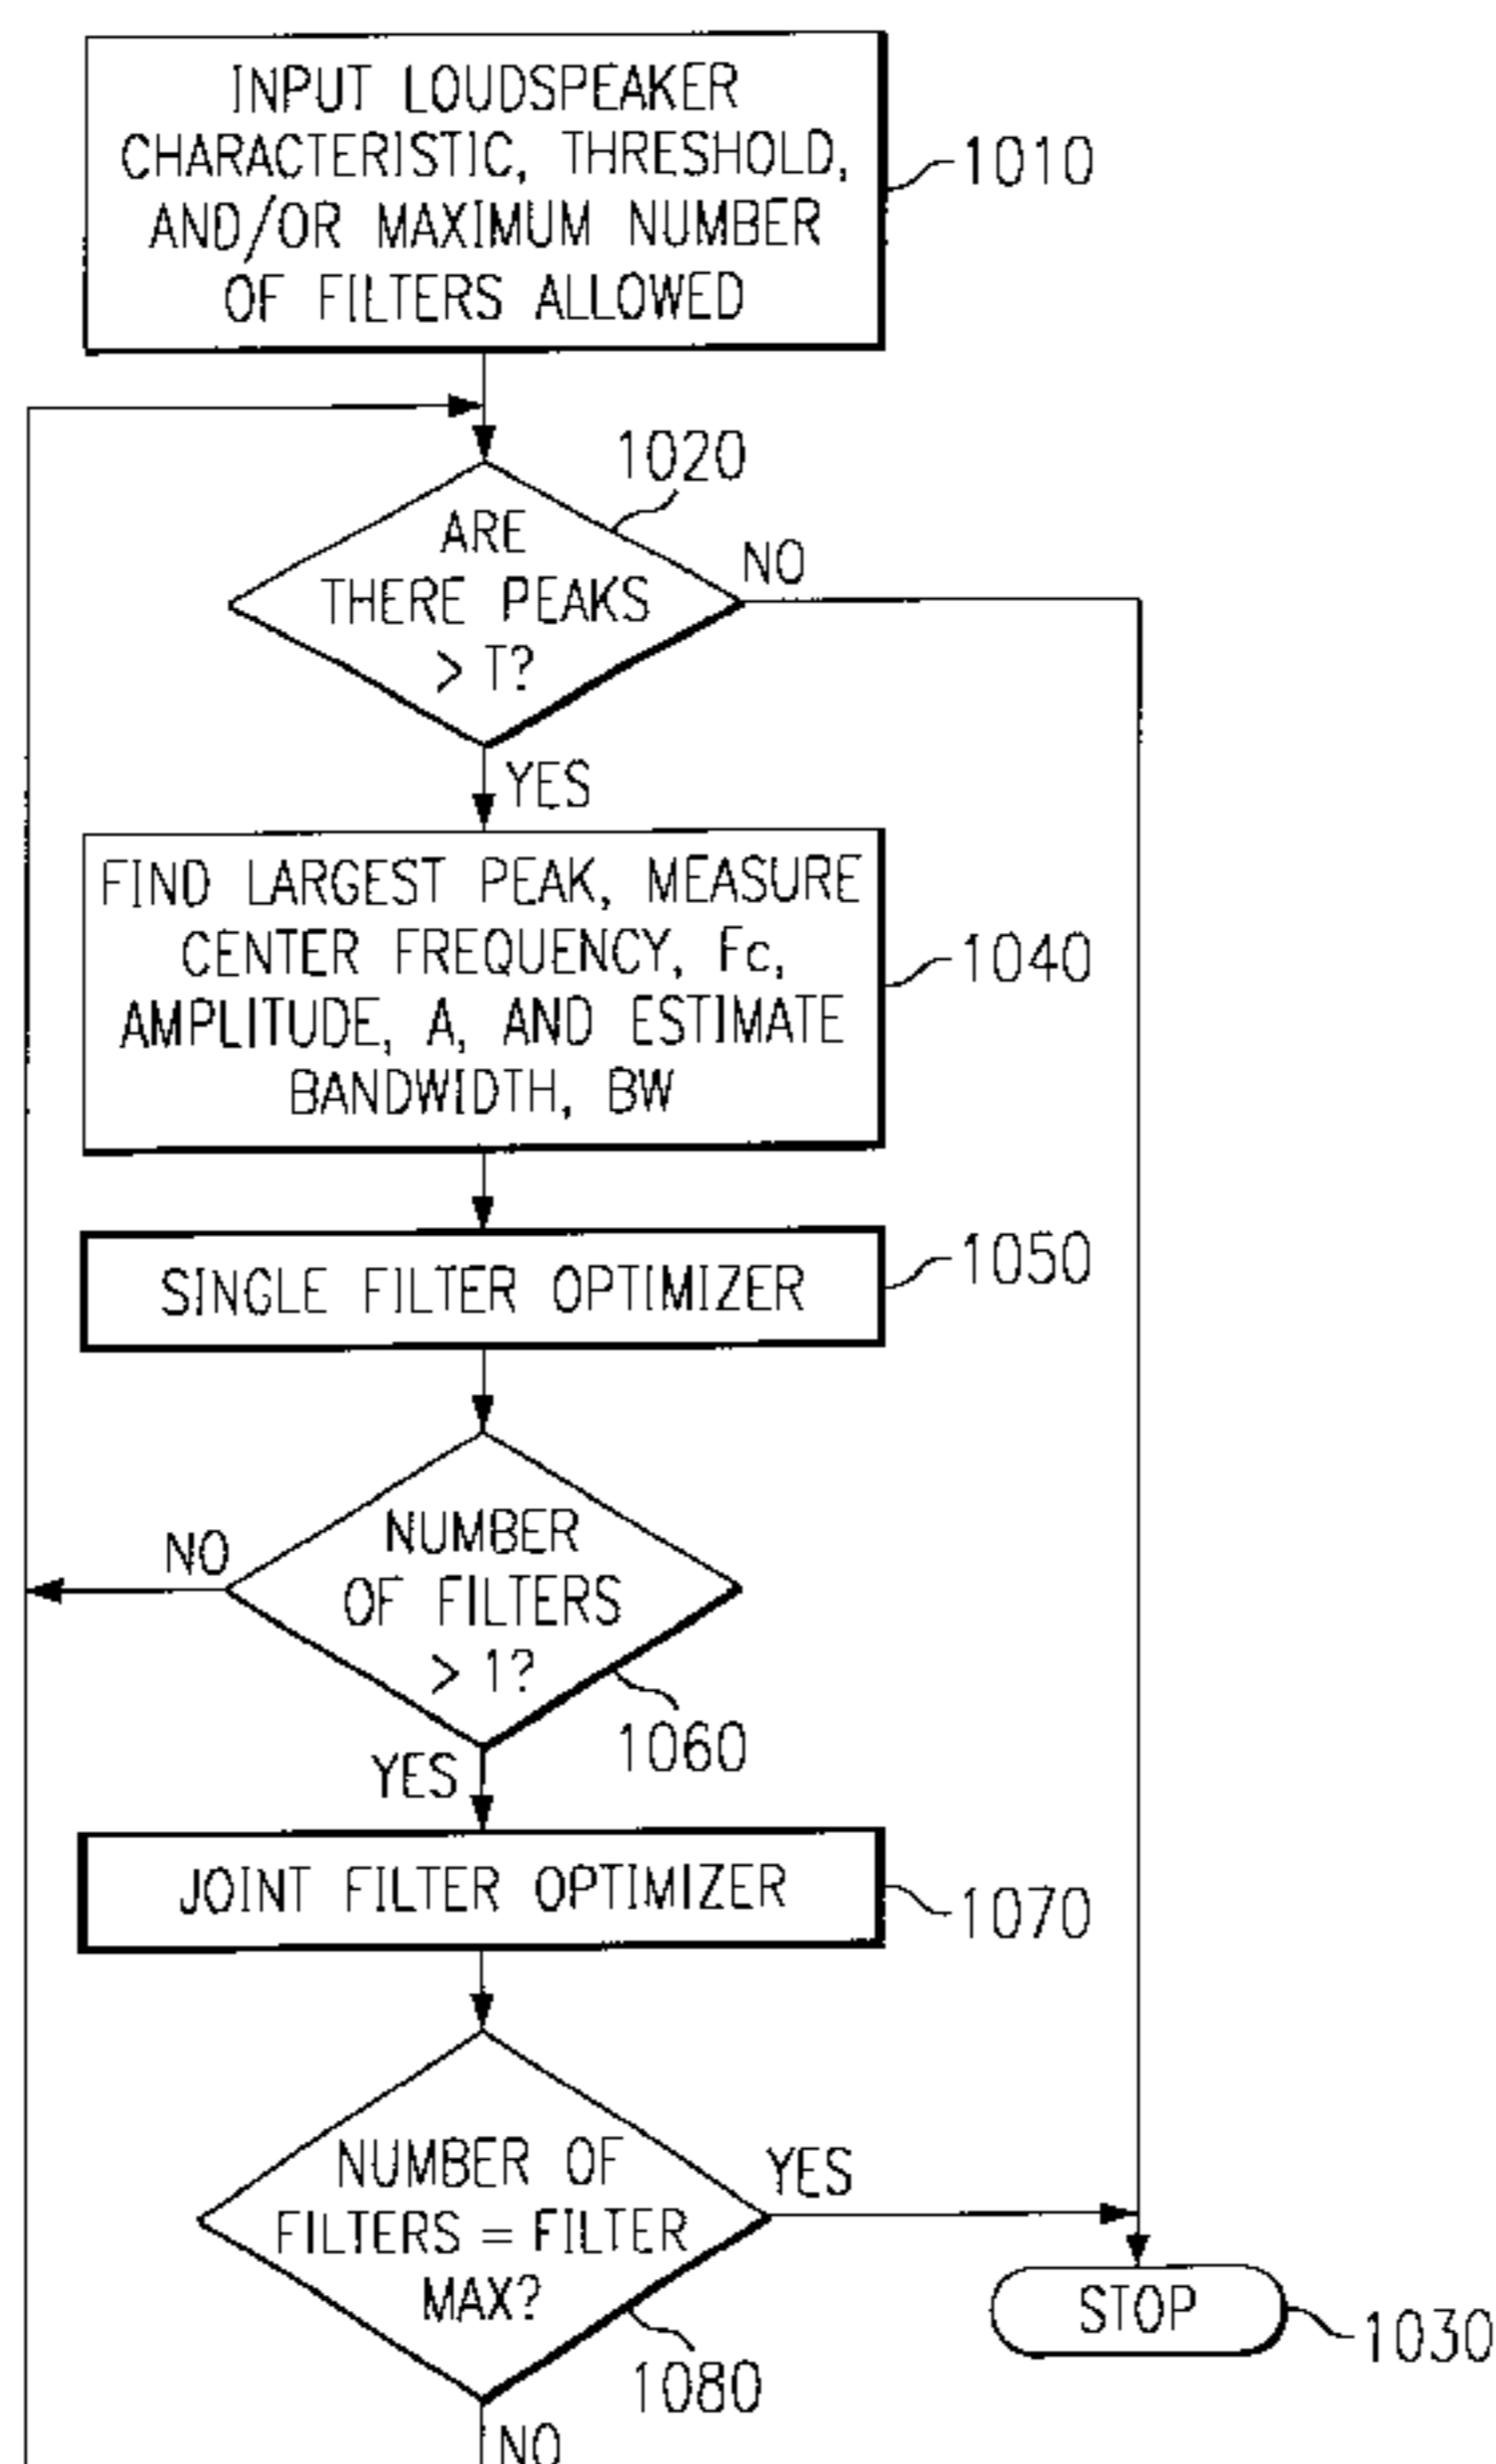 INPUT LOUDSPEAKER
CHARACTERISTIC, THRESHOLD,
AND/OR MAXIMUM NUMBER
OF FILTERS ALLOWED
1010
1020
ARE
THERE PEAKS
> T?
NO
YES
FIND LARGEST PEAK, MEASURE
CENTER FREQUENCY, Fc,
AMPLITUDE, A, AND ESTIMATE
BANDWIDTH, BW
1040
SINGLE FILTER OPTIMIZER
1050
NUMBER
OF FILTERS
> 1?
NO
1060
YES
JOINT FILTER OPTIMIZER
1070
NUMBER OF
FILTERS = FILTER
MAX?
YES
1080
NO
STOP
1030